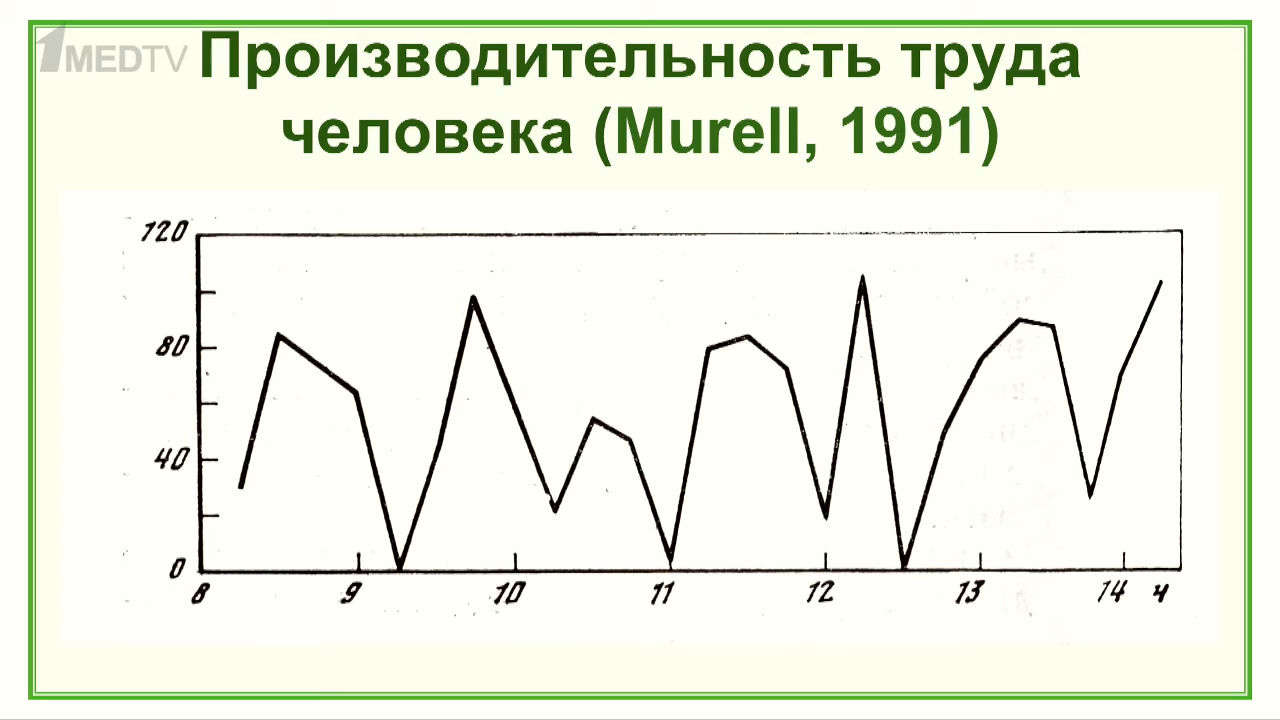 1MEDTV
Производительность труда
человека (Murell, 1991)
120
80
40
0
8 9 10 11 12 13 14 ч